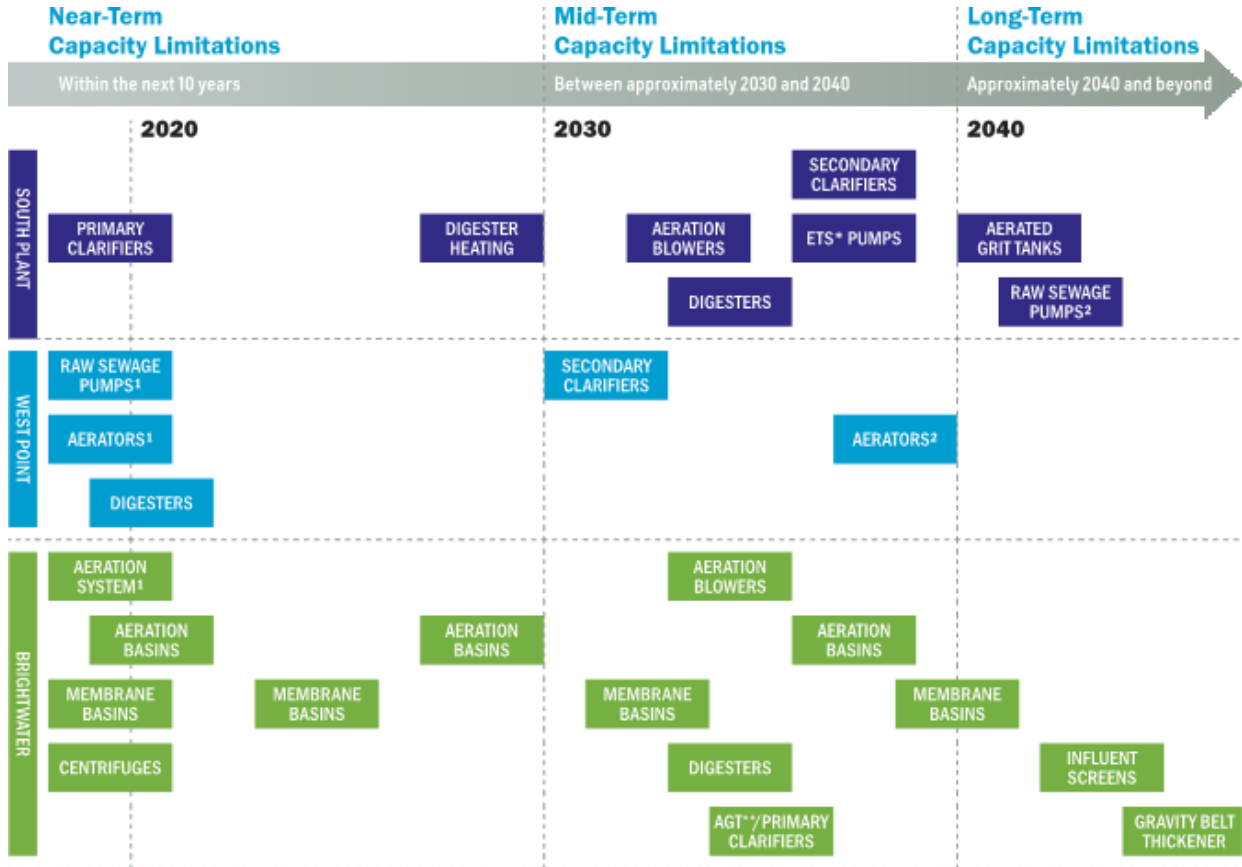 Near-Term
Capacity Limitations
Mid-Term
Capacity Limitations
Long-Term
Capacity Limitations
Within the next 10 years
Between approximately 2030 and 2040
Approximately 2040 and beyond
2020
2030
2040
SOUTH PLANT
SECONDARY
CLARIFIERS
PRIMARY
CLARIFIERS
DIGESTER
HEATING
AERATION
BLOWERS
ETS* PUMPS
AERATED
GRIT TANKS
DIGESTERS
RAW SEWAGE
PUMPS²
WEST POINT
RAW SEWAGE
PUMPS¹
SECONDARY
CLARIFIERS
AERATORS¹
AERATORS²
DIGESTERS
BRIGHTWATER
AERATION
SYSTEM¹
AERATION
BLOWERS
AERATION
BASINS
AERATION
BASINS
AERATION
BASINS
MEMBRANE
BASINS
MEMBRANE
BASINS
MEMBRANE
BASINS
MEMBRANE
BASINS
CENTRIFUGES
DIGESTERS
INFLUENT
SCREENS
AGT**/PRIMARY
CLARIFIERS
GRAVITY BELT
THICKENER